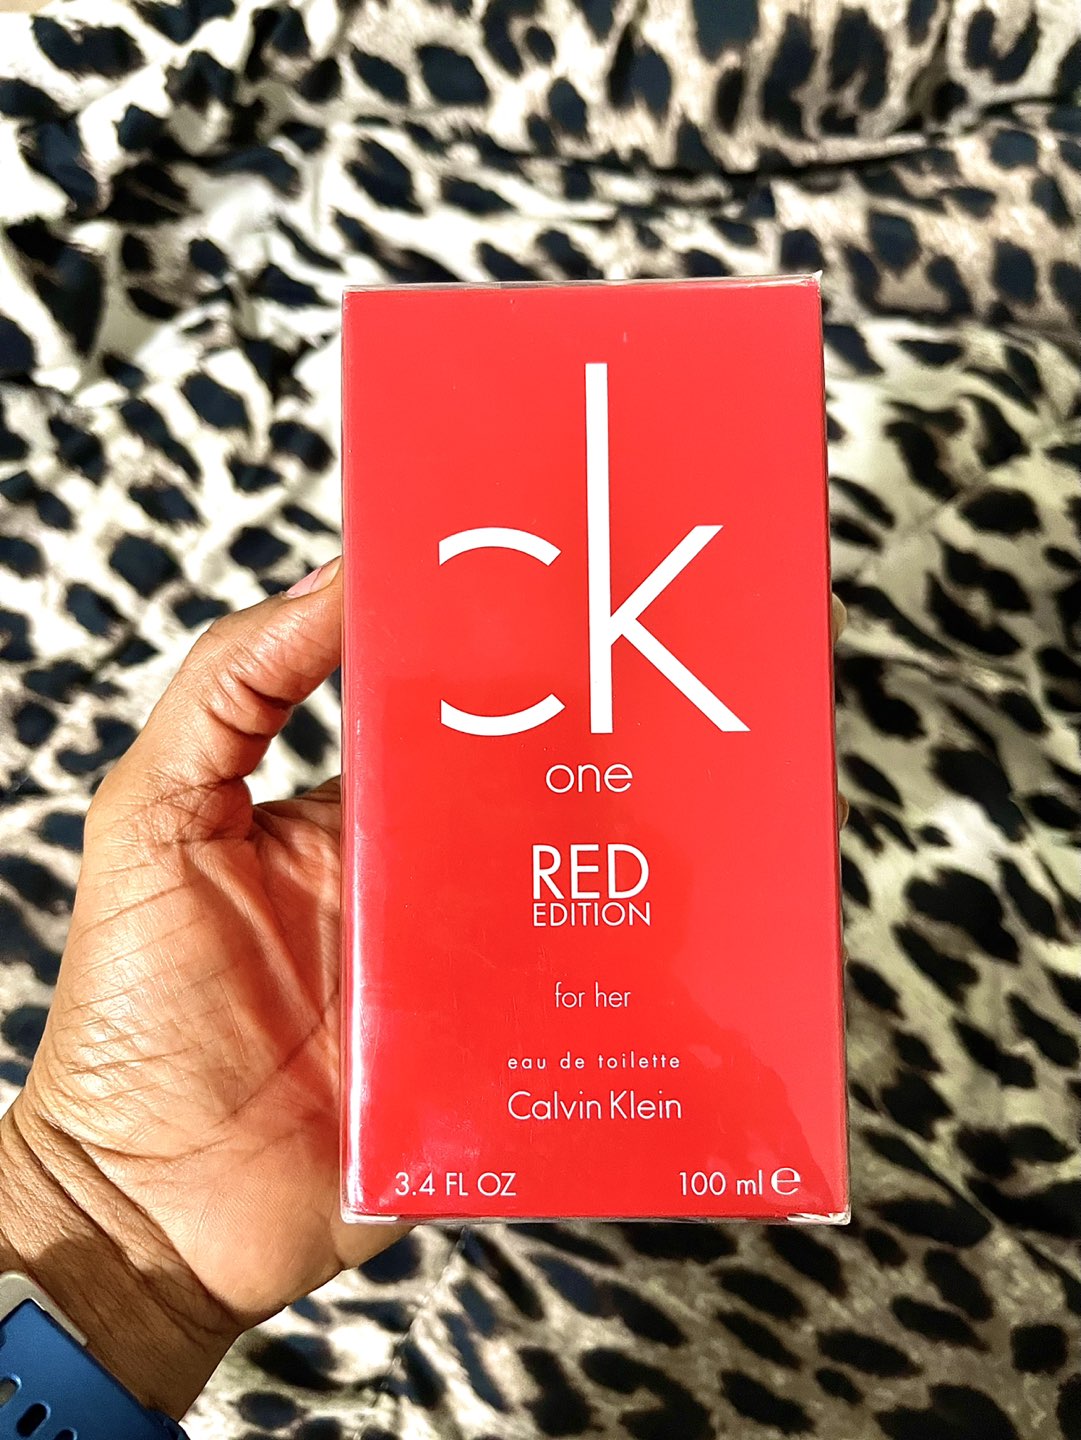 ck
one
RED
EDITION
for her
eau de toilette
Calvin Klein
3.4 FL OZ 100 ml ℮